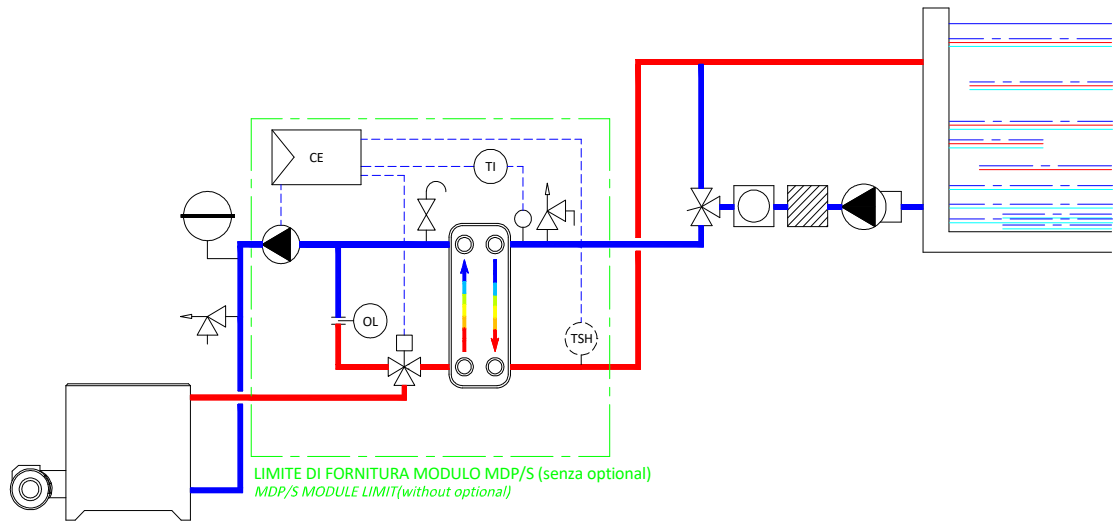 CE
TI
OL
TSH
LIMITE DI FORNITURA MODULO MDP/S (senza optional)
MDP/S MODULE LIMIT(without optional)